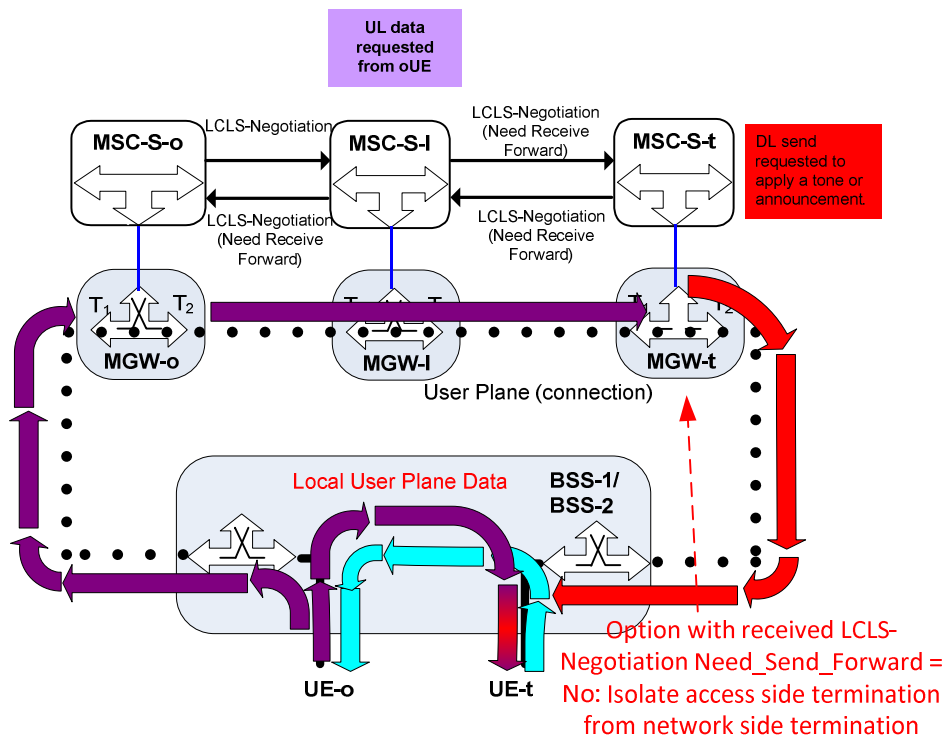 UL data
requested
from oUE
LCLS-Negotiation
LCLS-Negotiation
(Need Receive
Forward)
MSC-S-o
MSC-S-I
MSC-S-t
DL send
requested to
apply a tone or
announcement.
LCLS-Negotiation
(Need Receive
Forward)
LCLS-Negotiation
(Need Receive
Forward)
T1
T2
T
T
T
T2
MGW-o
MGW-I
MGW-t
User Plane (connection)
Local User Plane Data
BSS-1/
BSS-2
Option with received LCLS-
Negotiation Need_Send_Forward =
No: Isolate access side termination
from network side termination
UE-o
UE-t